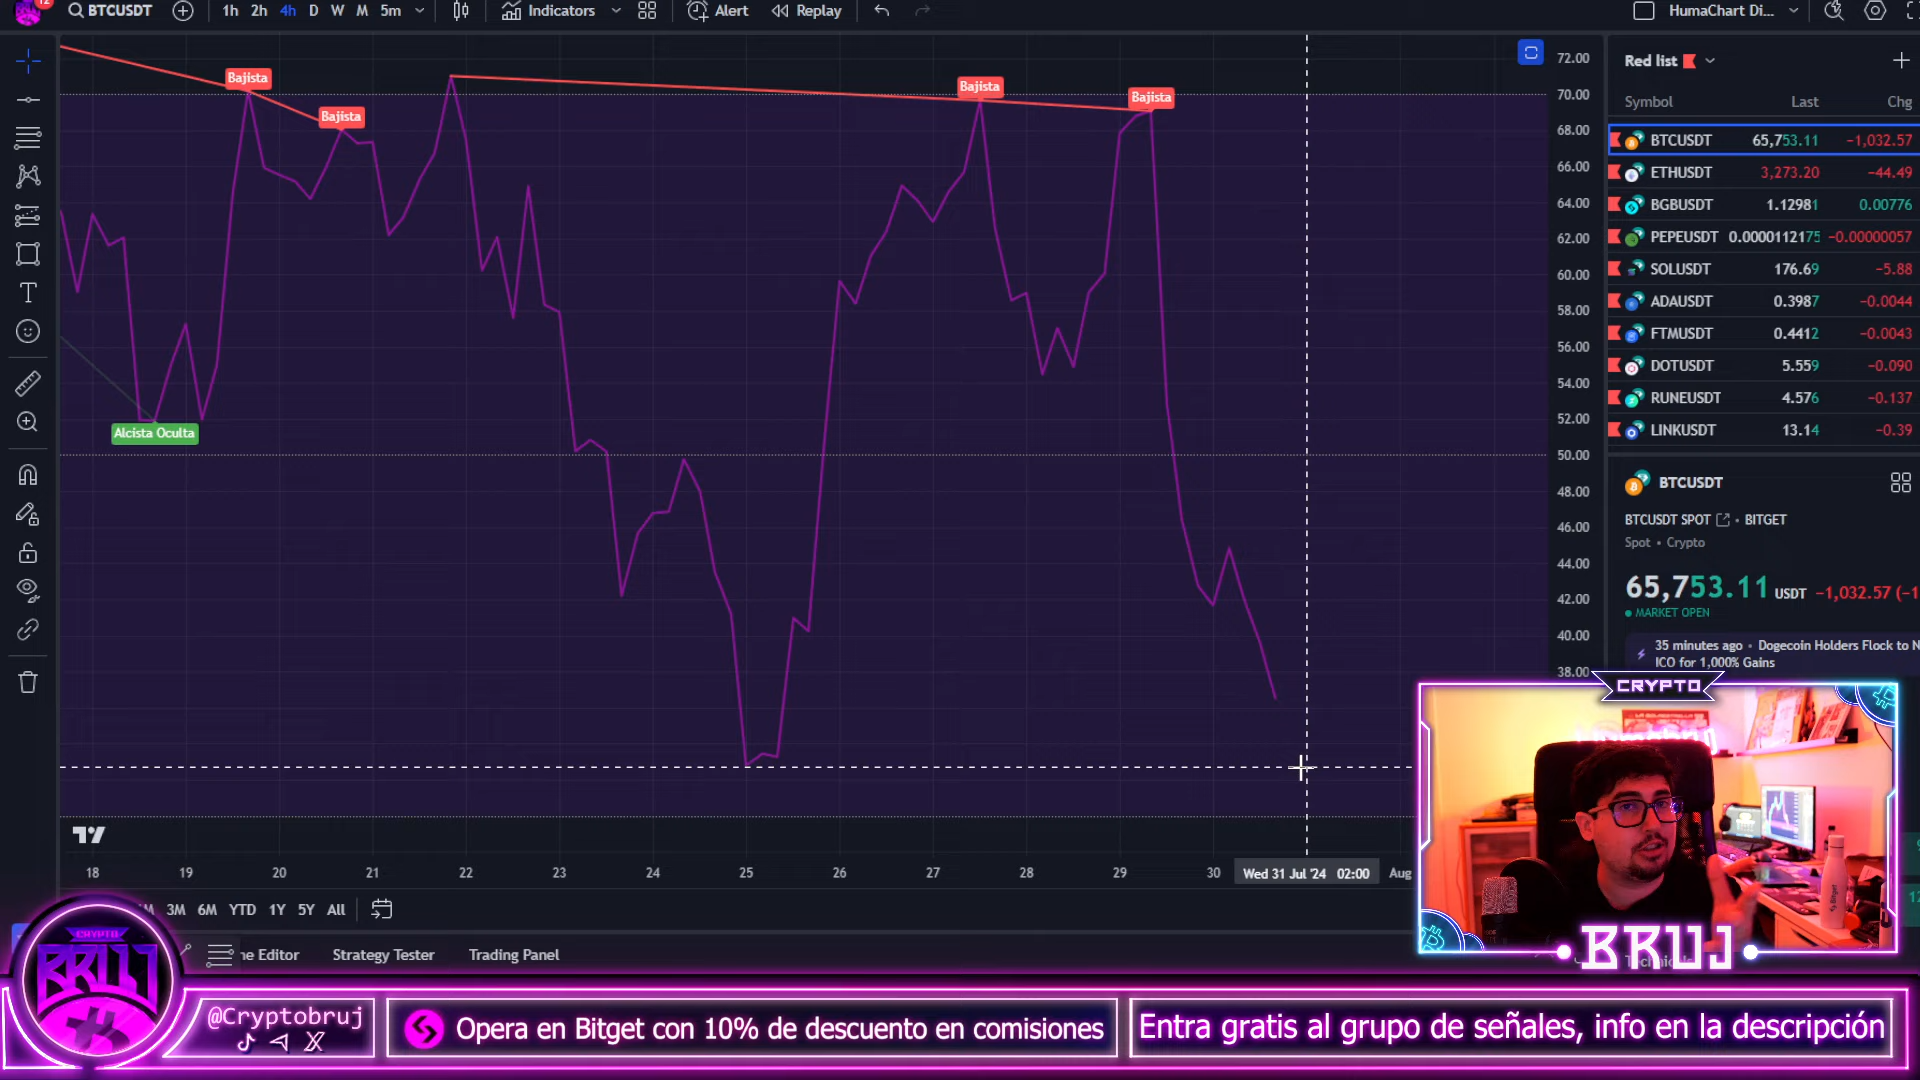 12
BTCUSDT
1h 2h 4h D W M 5m
Indicators
Alert
Replay
HumaChart Di...
Bajista
Bajista
Bajista
Bajista
Alcista Oculta
72.00
70.00
68.00
66.00
64.00
62.00
60.00
58.00
56.00
54.00
52.00
50.00
48.00
46.00
44.00
42.00
40.00
38.00
18 19 20 21 22 23 24 25 26 27 28 29 30 Wed 31 Jul '24 02:00 Aug
Red list
Symbol Last Chg
BTCUSDT 65,753.11 −1,032.57
ETHUSDT 3,273.20 −44.49
BGBUSDT 1.12981 0.00776
PEPEUSDT 0.0000112175 −0.00000057
SOLUSDT 176.69 −5.88
ADAUSDT 0.3987 −0.0044
FTMUSDT 0.4412 −0.0043
DOTUSDT 5.559 −0.090
RUNEUSDT 4.576 −0.137
LINKUSDT 13.14 −0.39
BTCUSDT
BTCUSDT SPOT • BITGET
Spot • Crypto
65,753.11 USDT −1,032.57 (−1
MARKET OPEN
35 minutes ago • Dogecoin Holders Flock to N
ICO for 1,000% Gains
CRYPTO
BRUJ
3M 6M YTD 1Y 5Y All
ne Editor
Strategy Tester
Trading Panel
CRYPTO
BRUJ
@Cryptobruj
Opera en Bitget con 10% de descuento en comisiones
Entra gratis al grupo de señales, info en la descripción